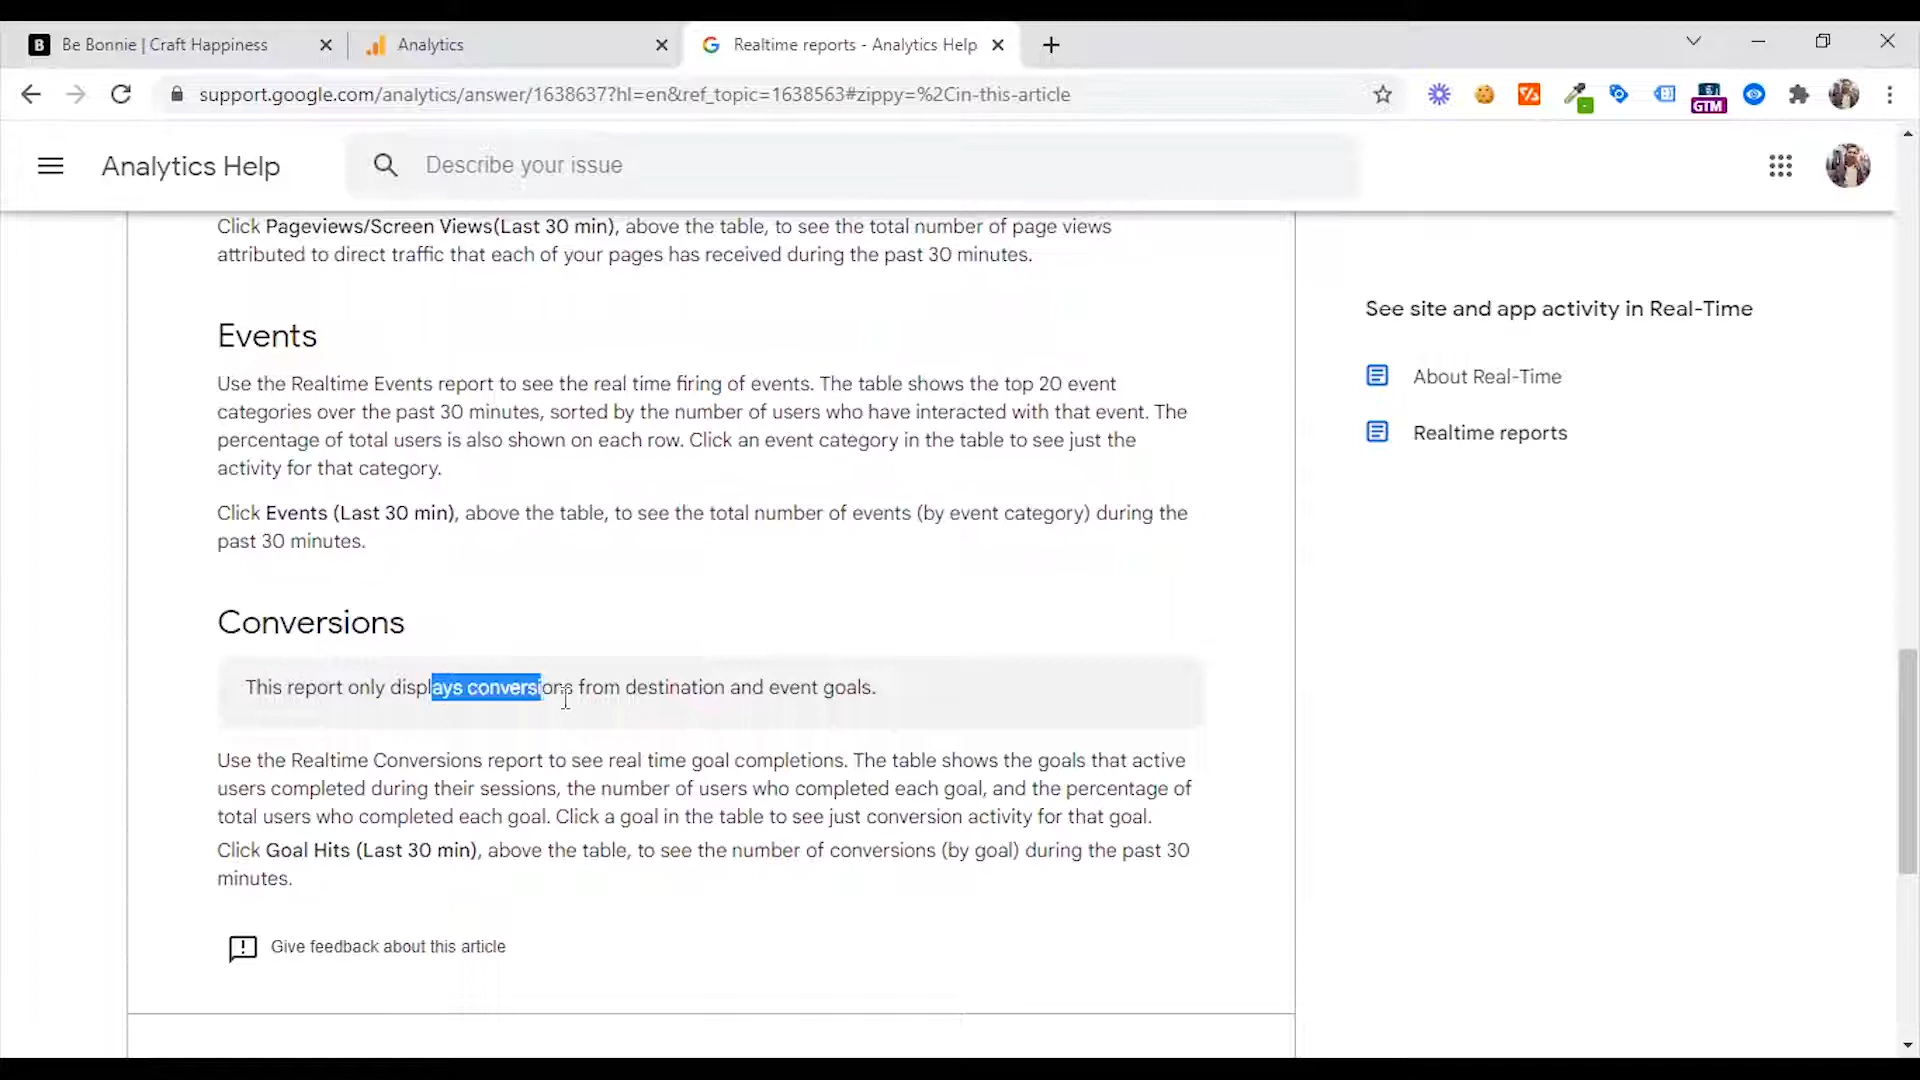 Be Bonnie | Craft Happiness
Analytics
Realtime reports - Analytics Help
support.google.com/analytics/answer/1638637?hl=en&ref_topic=1638563#zippy=%2Cin-this-article
GTM
Analytics Help
Describe your issue
Click Pageviews/Screen Views(Last 30 min), above the table, to see the total number of page views
attributed to direct traffic that each of your pages has received during the past 30 minutes.
Events
Use the Realtime Events report to see the real time firing of events. The table shows the top 20 event
categories over the past 30 minutes, sorted by the number of users who have interacted with that event. The
percentage of total users is also shown on each row. Click an event category in the table to see just the
activity for that category.
Click Events (Last 30 min), above the table, to see the total number of events (by event category) during the
past 30 minutes.
Conversions
This report only displays conversions from destination and event goals.
Use the Realtime Conversions report to see real time goal completions. The table shows the goals that active
users completed during their sessions, the number of users who completed each goal, and the percentage of
total users who completed each goal. Click a goal in the table to see just conversion activity for that goal.
Click Goal Hits (Last 30 min), above the table, to see the number of conversions (by goal) during the past 30
minutes.
Give feedback about this article
See site and app activity in Real-Time
About Real-Time
Realtime reports